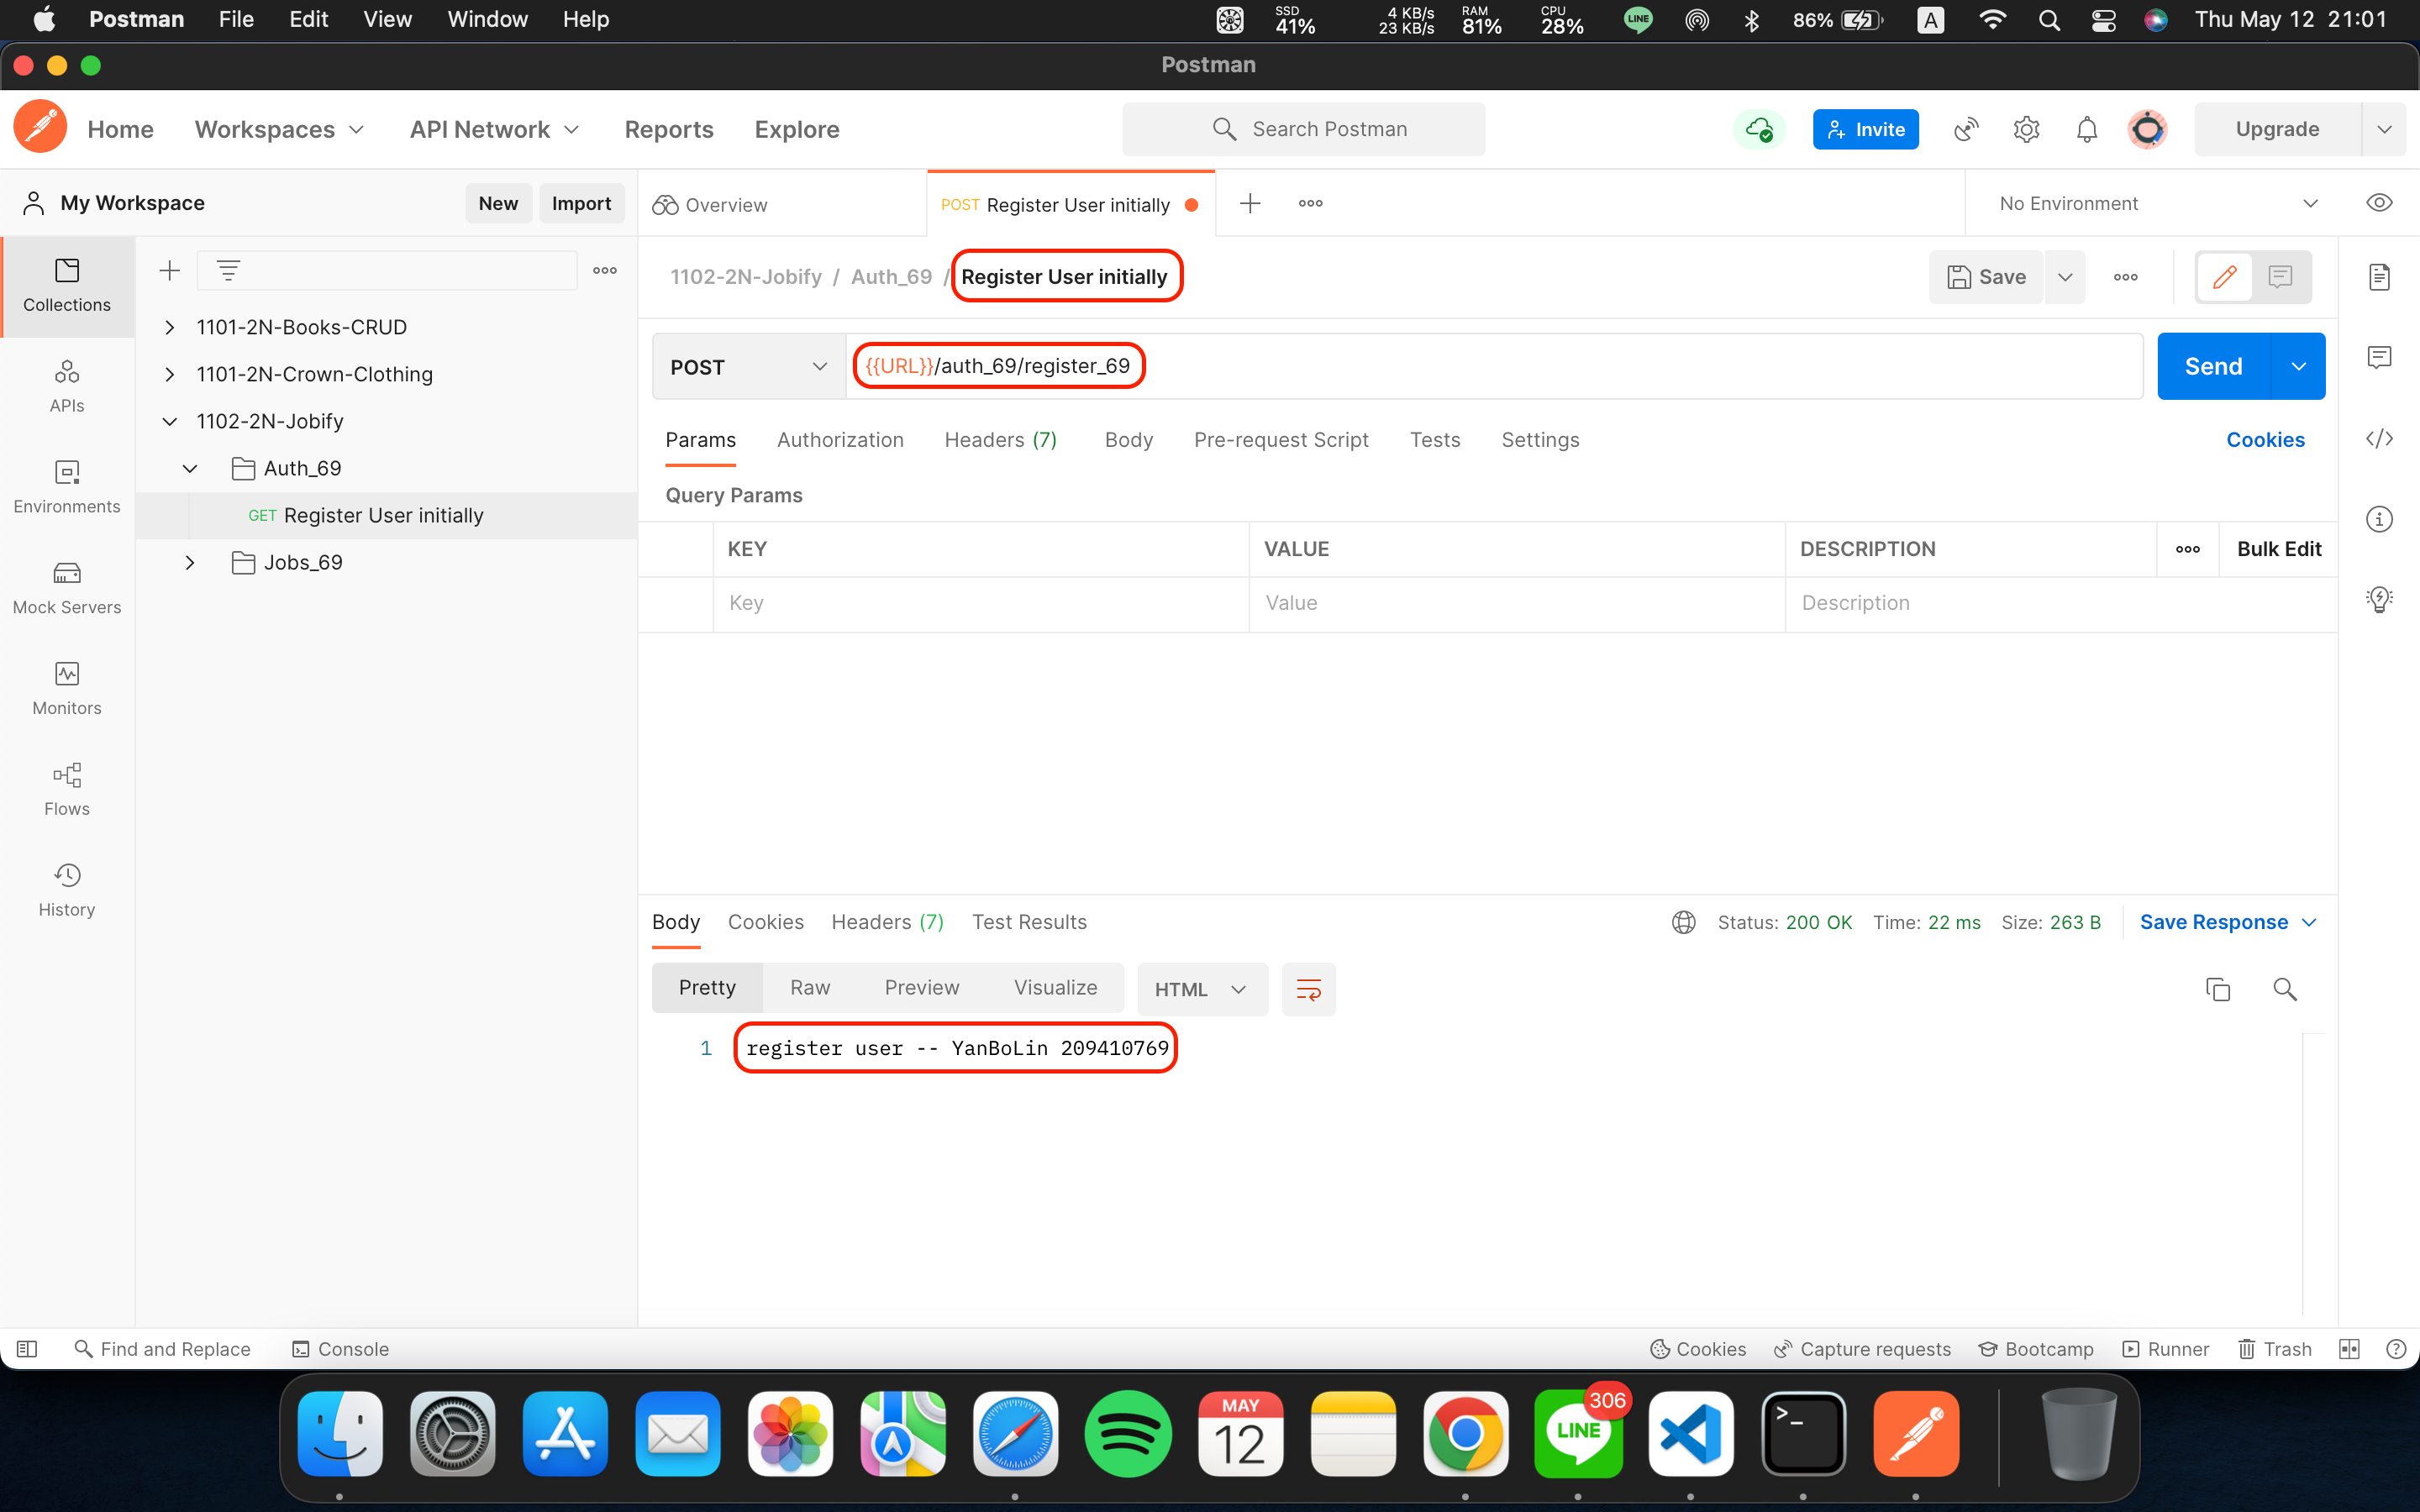 Postman File Edit View Window Help SSD 41% 4 KB/s 23 KB/s RAM 81% CPU 28% LINE 86% A Thu May 12 21:01
Postman
Home Workspaces API Network Reports Explore Search Postman Invite Upgrade
My Workspace New Import Overview POST Register User initially No Environment
Collections
1102-2N-Jobify / Auth_69 / Register User initially Save
1101-2N-Books-CRUD
1101-2N-Crown-Clothing
1102-2N-Jobify
Auth_69
GET Register User initially
Jobs_69
APIs
Environments
Mock Servers
Monitors
Flows
History
POST {{URL}}/auth_69/register_69 Send
Params Authorization Headers (7) Body Pre-request Script Tests Settings Cookies
Query Params
KEY VALUE DESCRIPTION Bulk Edit
Key Value Description
Body Cookies Headers (7) Test Results Status: 200 OK Time: 22 ms Size: 263 B Save Response
Pretty Raw Preview Visualize HTML
1 register user -- YanBoLin 209410769
Find and Replace Console Cookies Capture requests Bootcamp Runner Trash
MAY
12
LINE
306